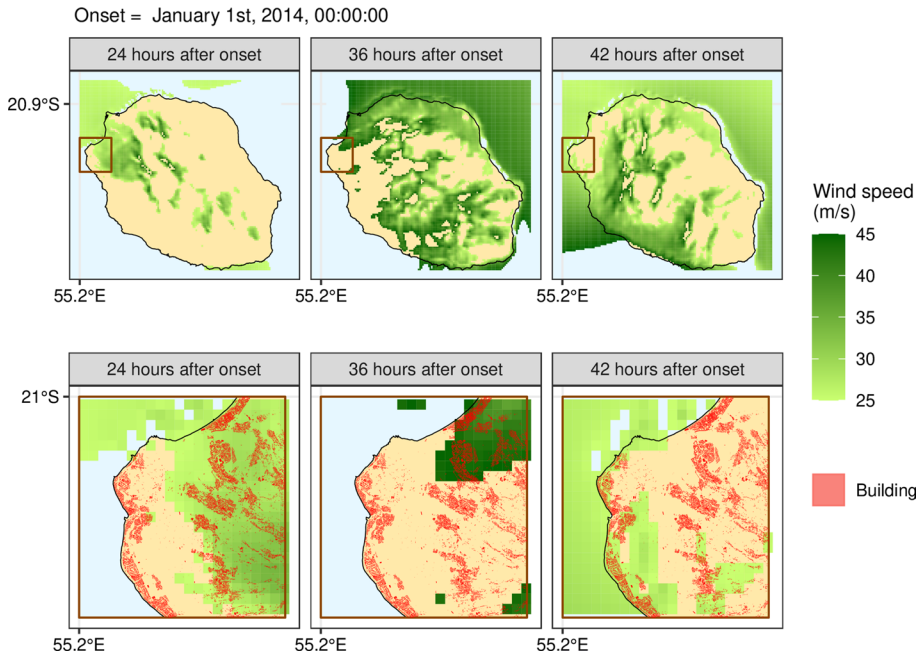 Onset =  January 1st, 2014, 00:00:00
24 hours after onset
36 hours after onset
42 hours after onset
20.9°S
55.2°E
55.2°E
55.2°E
Wind speed
(m/s)
45
40
35
30
25
24 hours after onset
36 hours after onset
42 hours after onset
21°S
Building
55.2°E
55.2°E
55.2°E